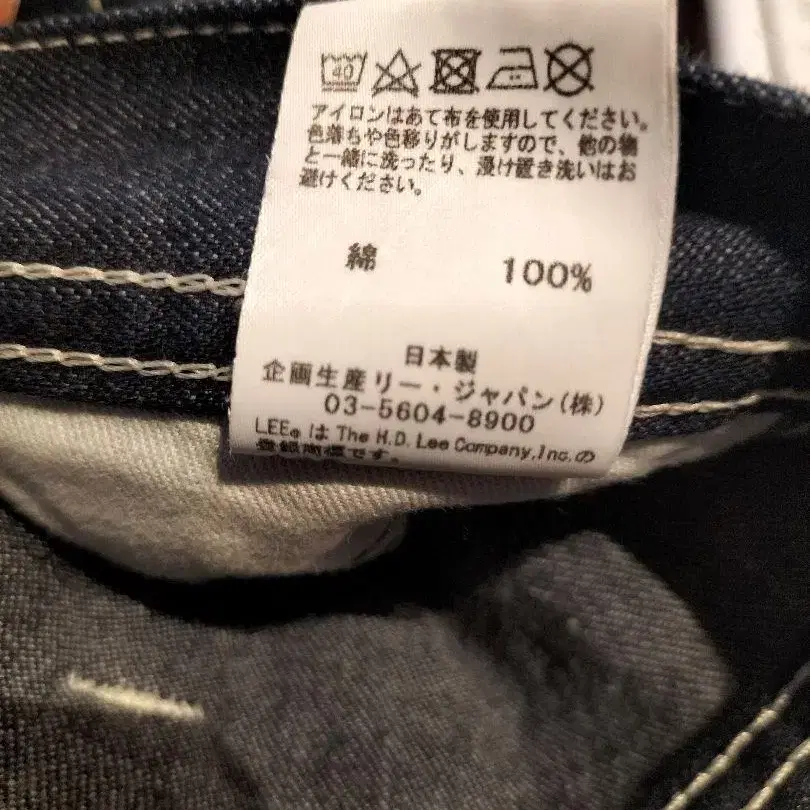 40
アイロンはあて布を使用してください。
色落ちや色移りがしますので、他の物
と一緒に洗ったり、浸け置き洗いはお
避けください。
綿 100%
日本製
企画生産リー・ジャパン(株)
03-5604-8900
LEE®は The H.D. Lee Company,Inc.の
登録商標です。